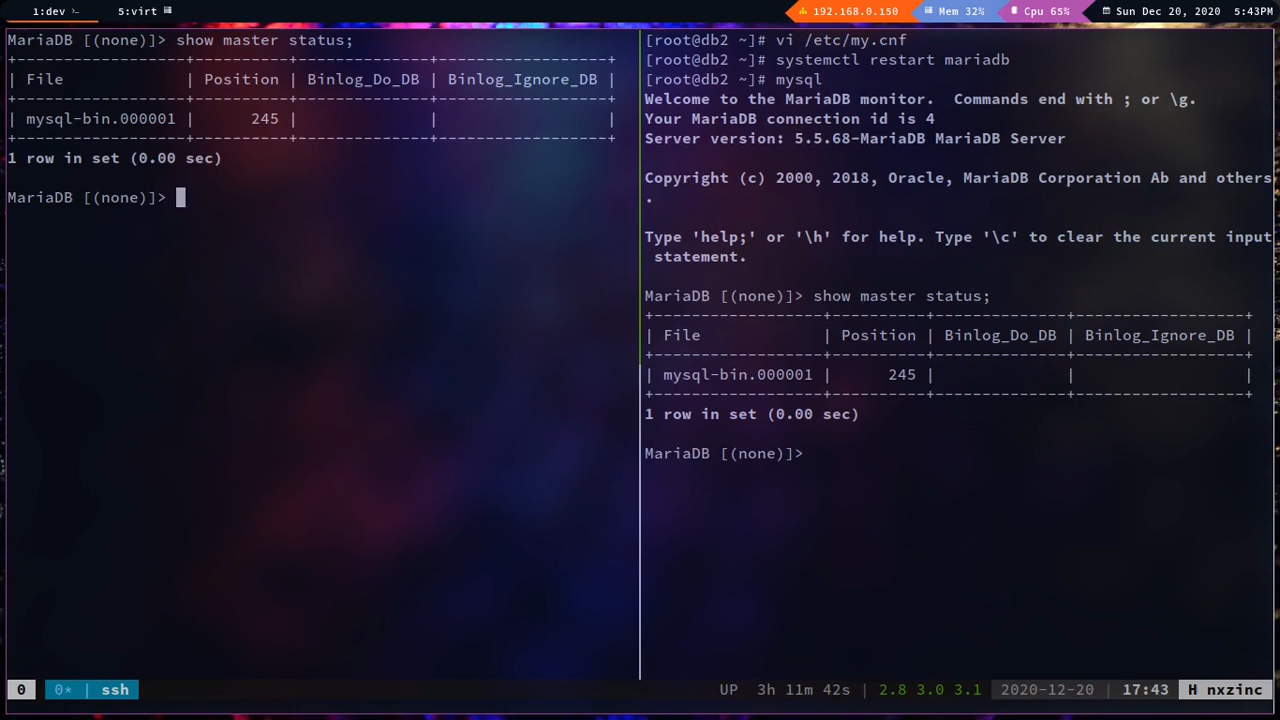 1:dev 5:virt 192.168.0.150 Mem 32% Cpu 65% Sun Dec 20, 2020 5:43PM
MariaDB [(none)]> show master status;
+------------------+----------+--------------+------------------+
| File             | Position | Binlog_Do_DB | Binlog_Ignore_DB |
+------------------+----------+--------------+------------------+
| mysql-bin.000001 |      245 |              |                  |
+------------------+----------+--------------+------------------+
1 row in set (0.00 sec)
MariaDB [(none)]>
[root@db2 ~]# vi /etc/my.cnf
[root@db2 ~]# systemctl restart mariadb
[root@db2 ~]# mysql
Welcome to the MariaDB monitor.  Commands end with ; or \g.
Your MariaDB connection id is 4
Server version: 5.5.68-MariaDB MariaDB Server
Copyright (c) 2000, 2018, Oracle, MariaDB Corporation Ab and others
.
Type 'help;' or '\h' for help. Type '\c' to clear the current input
 statement.
MariaDB [(none)]> show master status;
+------------------+----------+--------------+------------------+
| File             | Position | Binlog_Do_DB | Binlog_Ignore_DB |
+------------------+----------+--------------+------------------+
| mysql-bin.000001 |      245 |              |                  |
+------------------+----------+--------------+------------------+
1 row in set (0.00 sec)
MariaDB [(none)]>
0 0* | ssh UP 3h 11m 42s | 2.8 3.0 3.1 | 2020-12-20 | 17:43 H nxzinc